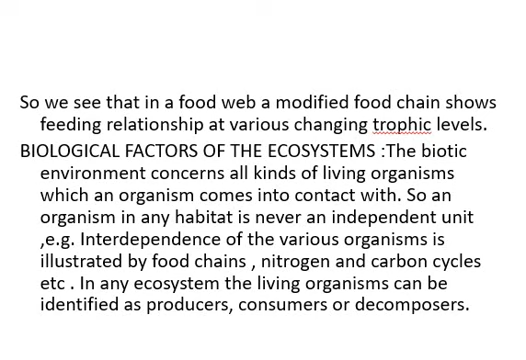 So we see that in a food web a modified food chain shows
feeding relationship at various changing trophic levels.
BIOLOGICAL FACTORS OF THE ECOSYSTEMS :The biotic
environment concerns all kinds of living organisms
which an organism comes into contact with. So an
organism in any habitat is never an independent unit
,e.g. Interdependence of the various organisms is
illustrated by food chains , nitrogen and carbon cycles
etc . In any ecosystem the living organisms can be
identified as producers, consumers or decomposers.